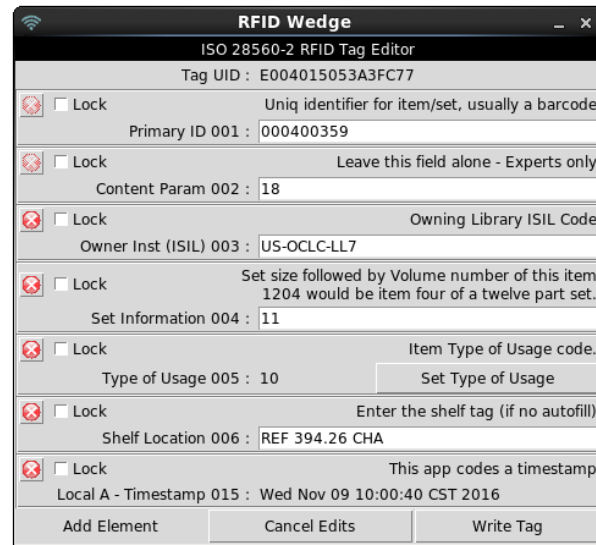 RFID Wedge
ISO 28560-2 RFID Tag Editor
Tag UID : E004015053A3FC77
Lock Uniq identifier for item/set, usually a barcode
Primary ID 001 : 000400359
Lock Leave this field alone - Experts only
Content Param 002 : 18
Lock Owning Library ISIL Code
Owner Inst (ISIL) 003 : US-OCLC-LL7
Lock Set size followed by Volume number of this item
1204 would be item four of a twelve part set.
Set Information 004 : 11
Lock Item Type of Usage code.
Type of Usage 005 : 10 Set Type of Usage
Lock Enter the shelf tag (if no autofill)
Shelf Location 006 : REF 394.26 CHA
Lock This app codes a timestamp
Local A - Timestamp 015 : Wed Nov 09 10:00:40 CST 2016
Add Element Cancel Edits Write Tag